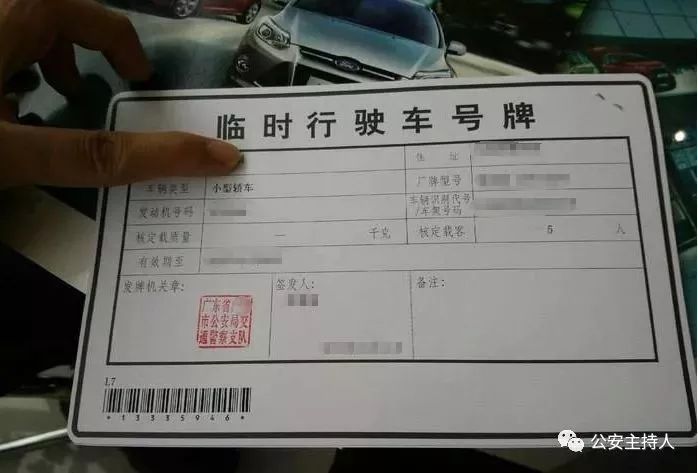 Ford
临时行驶车号牌
住址
车辆类型 小型轿车 厂牌型号
发动机号码 车辆识别代号/车架号码
核定载质量 — 千克 核定载客 5 人
有效期至
发牌机关章: 签发人: 备注:
广东省
市公安局交
通警察支队
L7
*13335946*
公安主持人